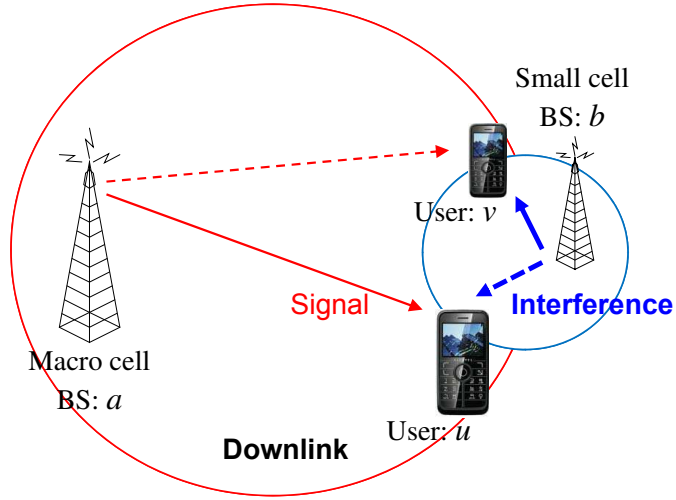 Small cell
BS: b
User: v
Signal
Interference
Macro cell
BS: a
User: u
Downlink